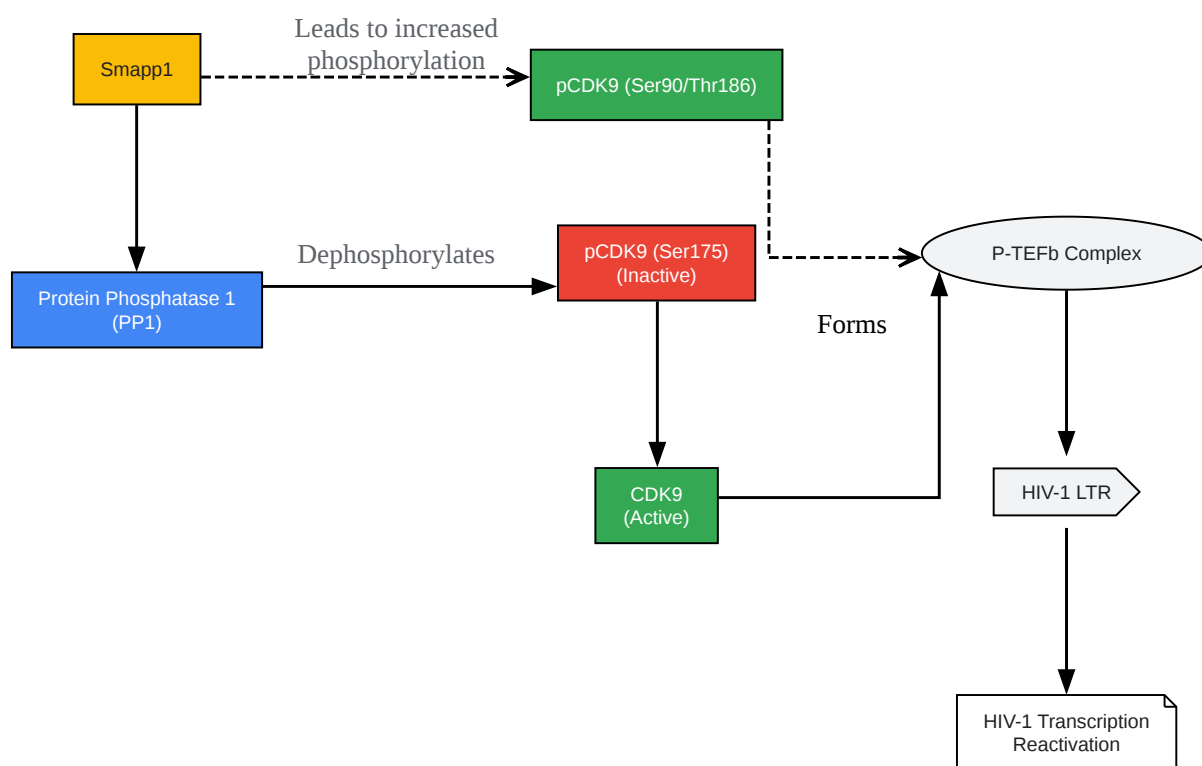 Leads to increased
phosphorylation
Smapp1
pCDK9 (Ser90/Thr186)
Dephosphorylates
pCDK9 (Ser175)
(Inactive)
P-TEFb Complex
Protein Phosphatase 1
(PP1)
Forms
CDK9
(Active)
HIV-1 LTR
HIV-1 Transcription
Reactivation